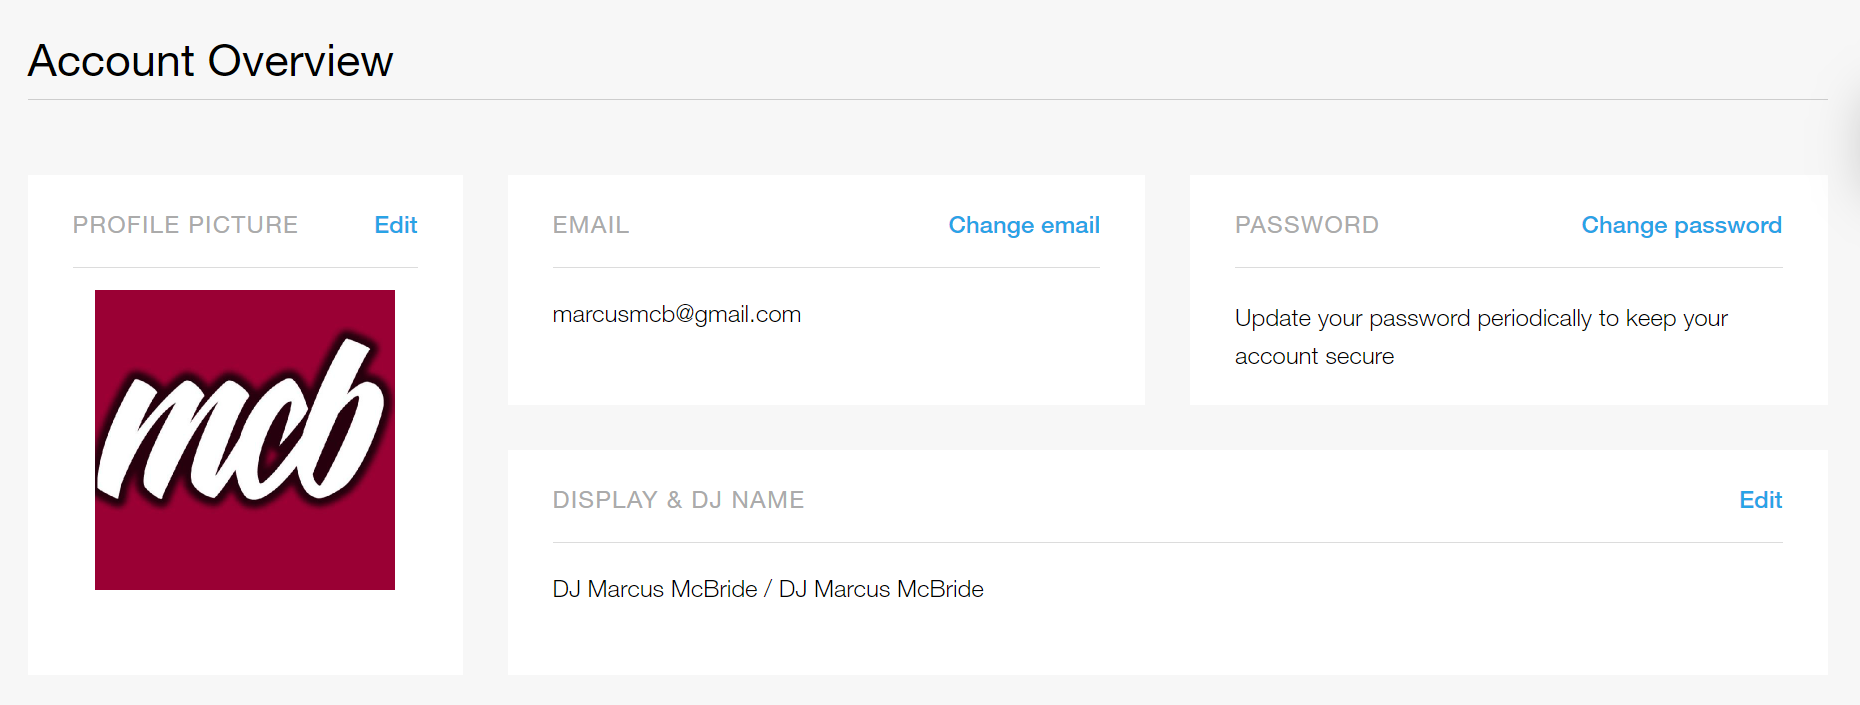 Account Overview
PROFILE PICTURE
Edit
mcb
EMAIL
Change email
marcusmcb@gmail.com
PASSWORD
Change password
Update your password periodically to keep your
account secure
DISPLAY & DJ NAME
Edit
DJ Marcus McBride / DJ Marcus McBride